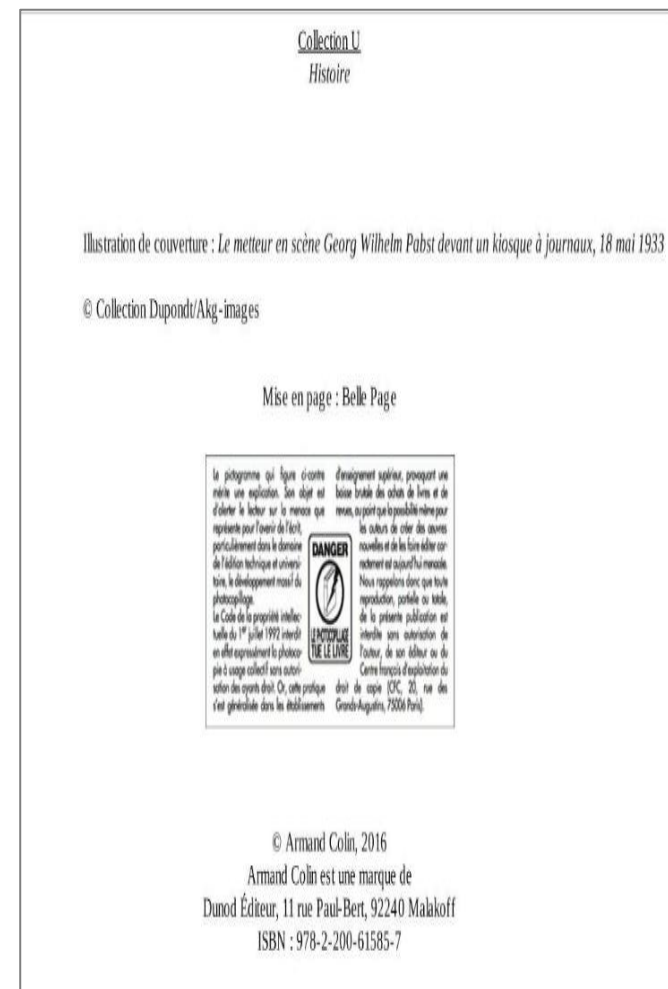 Collection U
Histoire
Illustration de couverture : Le metteur en scène Georg Wilhelm Pabst devant un kiosque à journaux, 18 mai 1933
© Collection Dupondt/Akg-images
Mise en page : Belle Page
Le pictogramme qui figure ci-contre
mérite une explication. Son objet est
d'alerter le lecteur sur la menace que
représente pour l'avenir de l'écrit,
particulièrement dans le domaine
de l'édition technique et universi-
taire, le développement massif du
photocopillage.
Le Code de la propriété intellec-
tuelle du 1er juillet 1992 interdit
en effet expressément la photoco-
pie à usage collectif sans autori-
sation des ayants droit. Or, cette pratique
s'est généralisée dans les établissements
DANGER
LE PHOTOCOPILLAGE
TUE LE LIVRE
d'enseignement supérieur, provoquant une
baisse brutale des achats de livres et de
revues, au point que la possibilité même pour
les auteurs de créer des œuvres
nouvelles et de les faire éditer cor-
rectement est aujourd'hui menacée.
Nous rappelons donc que toute
reproduction, partielle ou totale,
de la présente publication est
interdite sans autorisation de
l'auteur, de son éditeur ou du
Centre français d'exploitation du
droit de copie (CFC, 20, rue des
Grands-Augustins, 75006 Paris).
© Armand Colin, 2016
Armand Colin est une marque de
Dunod Éditeur, 11 rue Paul-Bert, 92240 Malakoff
ISBN : 978-2-200-61585-7